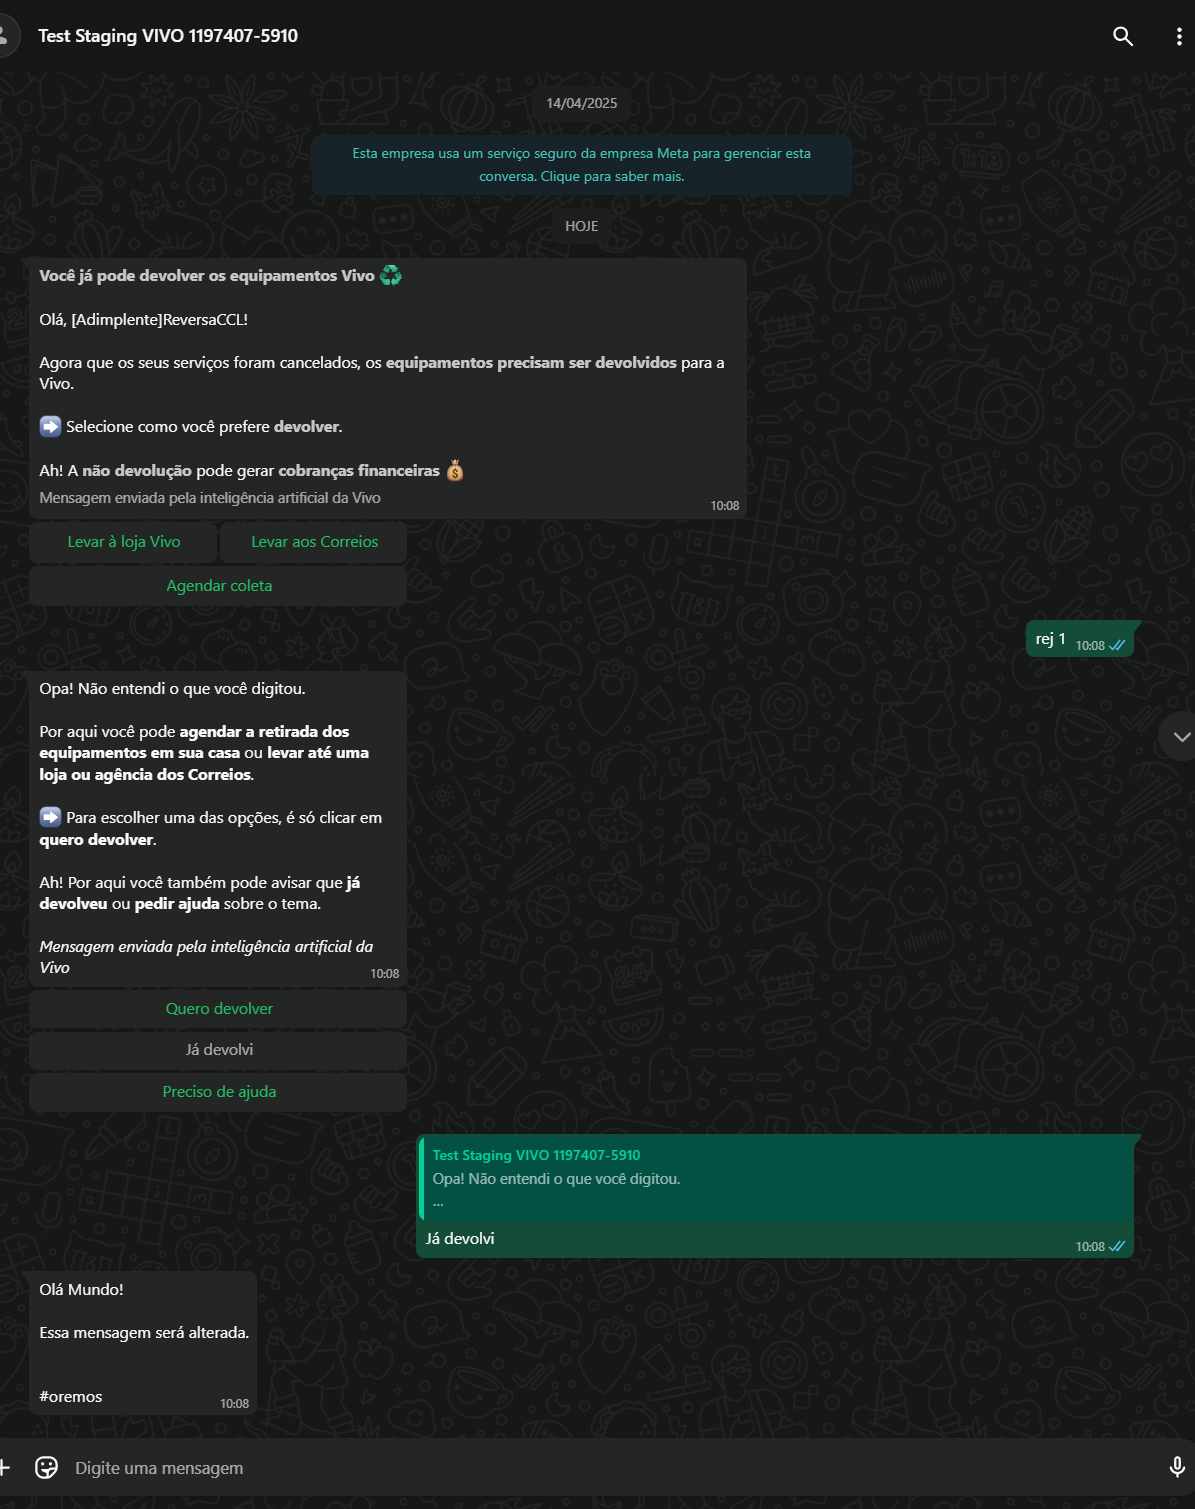 Test Staging VIVO 1197407-5910
14/04/2025
Esta empresa usa um serviço seguro da empresa Meta para gerenciar esta
conversa. Clique para saber mais.
HOJE
Você já pode devolver os equipamentos Vivo ♻️
Olá, [Adimplente]ReversaCCL!
Agora que os seus serviços foram cancelados, os equipamentos precisam ser devolvidos para a
Vivo.
➡️ Selecione como você prefere devolver.
Ah! A não devolução pode gerar cobranças financeiras 💰
Mensagem enviada pela inteligência artificial da Vivo
10:08
Levar à loja Vivo
Levar aos Correios
Agendar coleta
rej 1
10:08
Opa! Não entendi o que você digitou.
Por aqui você pode agendar a retirada dos
equipamentos em sua casa ou levar até uma
loja ou agência dos Correios.
➡️ Para escolher uma das opções, é só clicar em
quero devolver.
Ah! Por aqui você também pode avisar que já
devolveu ou pedir ajuda sobre o tema.
Mensagem enviada pela inteligência artificial da
Vivo
10:08
Quero devolver
Já devolvi
Preciso de ajuda
Test Staging VIVO 1197407-5910
Opa! Não entendi o que você digitou.
...
Já devolvi
10:08
Olá Mundo!
Essa mensagem será alterada.
#oremos
10:08
Digite uma mensagem